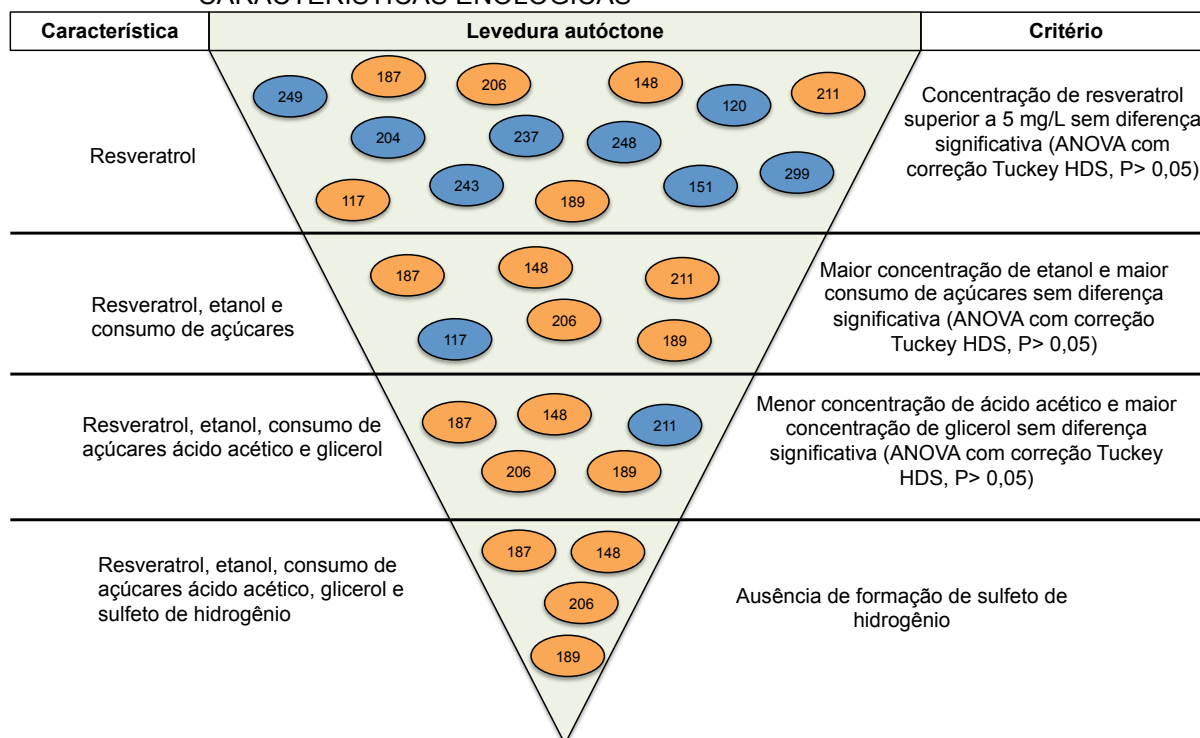 CARACTERÍSTICAS ENOLÓGICAS
Característica
Levedura autóctone
Critério
Resveratrol
249
187
206
148
120
211
204
237
248
299
243
151
117
189
Concentração de resveratrol
superior a 5 mg/L sem diferença
significativa (ANOVA com
correção Tuckey HDS, P> 0,05)
Resveratrol, etanol e
consumo de açúcares
187
148
211
206
117
189
Maior concentração de etanol e maior
consumo de açúcares sem diferença
significativa (ANOVA com correção
Tuckey HDS, P> 0,05)
Resveratrol, etanol, consumo de
açúcares ácido acético e glicerol
187
148
211
206
189
Menor concentração de ácido acético e maior
concentração de glicerol sem diferença
significativa (ANOVA com correção Tuckey
HDS, P> 0,05)
Resveratrol, etanol, consumo de
açúcares ácido acético, glicerol e
sulfeto de hidrogênio
187
148
206
189
Ausência de formação de sulfeto de
hidrogênio